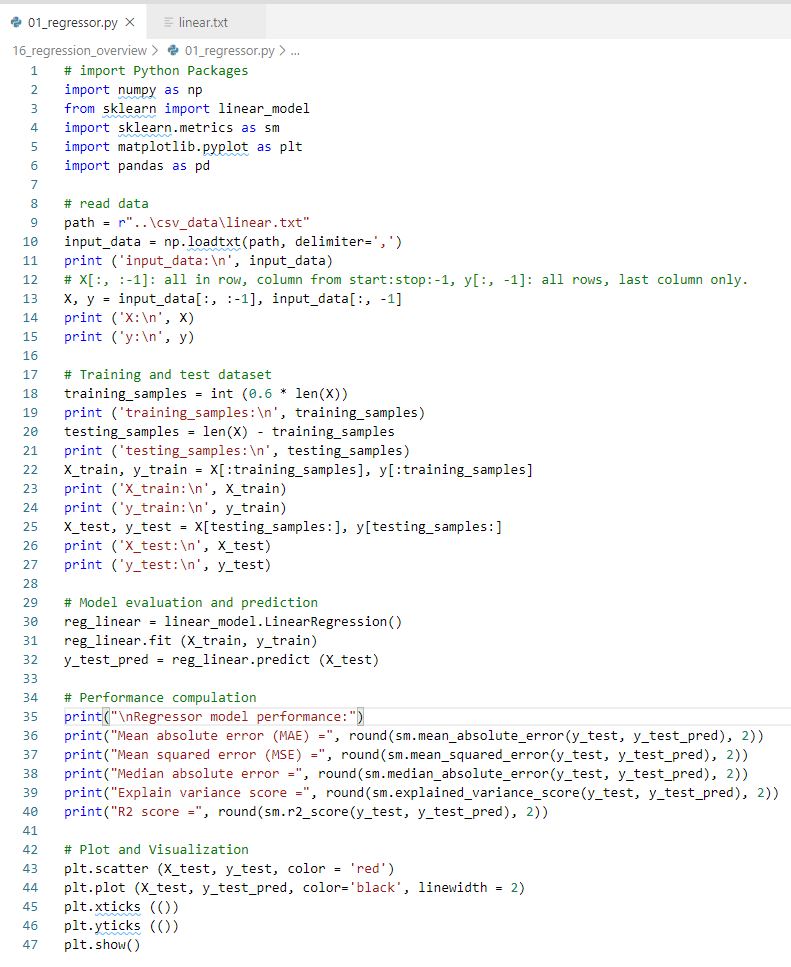 01_regressor.py × linear.txt
16_regression_overview > 01_regressor.py > ...
1 # import Python Packages
2 import numpy as np
3 from sklearn import linear_model
4 import sklearn.metrics as sm
5 import matplotlib.pyplot as plt
6 import pandas as pd
7
8 # read data
9 path = r"..\csv_data\linear.txt"
10 input_data = np.loadtxt(path, delimiter=',')
11 print ('input_data:\n', input_data)
12 # X[:, :-1]: all in row, column from start:stop:-1, y[:, -1]: all rows, last column only.
13 X, y = input_data[:, :-1], input_data[:, -1]
14 print ('X:\n', X)
15 print ('y:\n', y)
16
17 # Training and test dataset
18 training_samples = int (0.6 * len(X))
19 print ('training_samples:\n', training_samples)
20 testing_samples = len(X) - training_samples
21 print ('testing_samples:\n', testing_samples)
22 X_train, y_train = X[:training_samples], y[:training_samples]
23 print ('X_train:\n', X_train)
24 print ('y_train:\n', y_train)
25 X_test, y_test = X[testing_samples:], y[testing_samples:]
26 print ('X_test:\n', X_test)
27 print ('y_test:\n', y_test)
28
29 # Model evaluation and prediction
30 reg_linear = linear_model.LinearRegression()
31 reg_linear.fit (X_train, y_train)
32 y_test_pred = reg_linear.predict (X_test)
33
34 # Performance compulation
35 print("\nRegressor model performance:")
36 print("Mean absolute error (MAE) =", round(sm.mean_absolute_error(y_test, y_test_pred), 2))
37 print("Mean squared error (MSE) =", round(sm.mean_squared_error(y_test, y_test_pred), 2))
38 print("Median absolute error =", round(sm.median_absolute_error(y_test, y_test_pred), 2))
39 print("Explain variance score =", round(sm.explained_variance_score(y_test, y_test_pred), 2))
40 print("R2 score =", round(sm.r2_score(y_test, y_test_pred), 2))
41
42 # Plot and Visualization
43 plt.scatter (X_test, y_test, color = 'red')
44 plt.plot (X_test, y_test_pred, color='black', linewidth = 2)
45 plt.xticks (())
46 plt.yticks (())
47 plt.show()